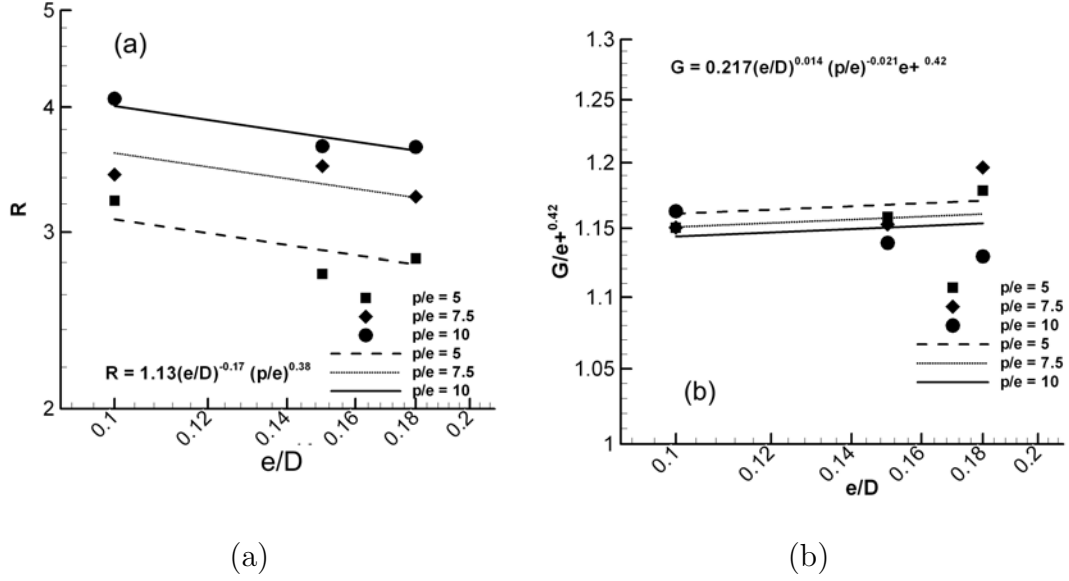 (a)
5
4
3
2
R
p/e = 5
p/e = 7.5
p/e = 10
p/e = 5
p/e = 7.5
p/e = 10
R = 1.13(e/D)^-0.17 (p/e)^0.38
0.1
0.12
0.14
0.16
0.18
0.2
e/D
(a)
G = 0.217(e/D)^0.014 (p/e)^-0.021 e+ ^0.42
1.3
1.25
1.2
1.15
1.1
1.05
1
G/e+^0.42
p/e = 5
p/e = 7.5
p/e = 10
p/e = 5
p/e = 7.5
p/e = 10
(b)
0.1
0.12
0.14
0.16
0.18
0.2
e/D
(b)